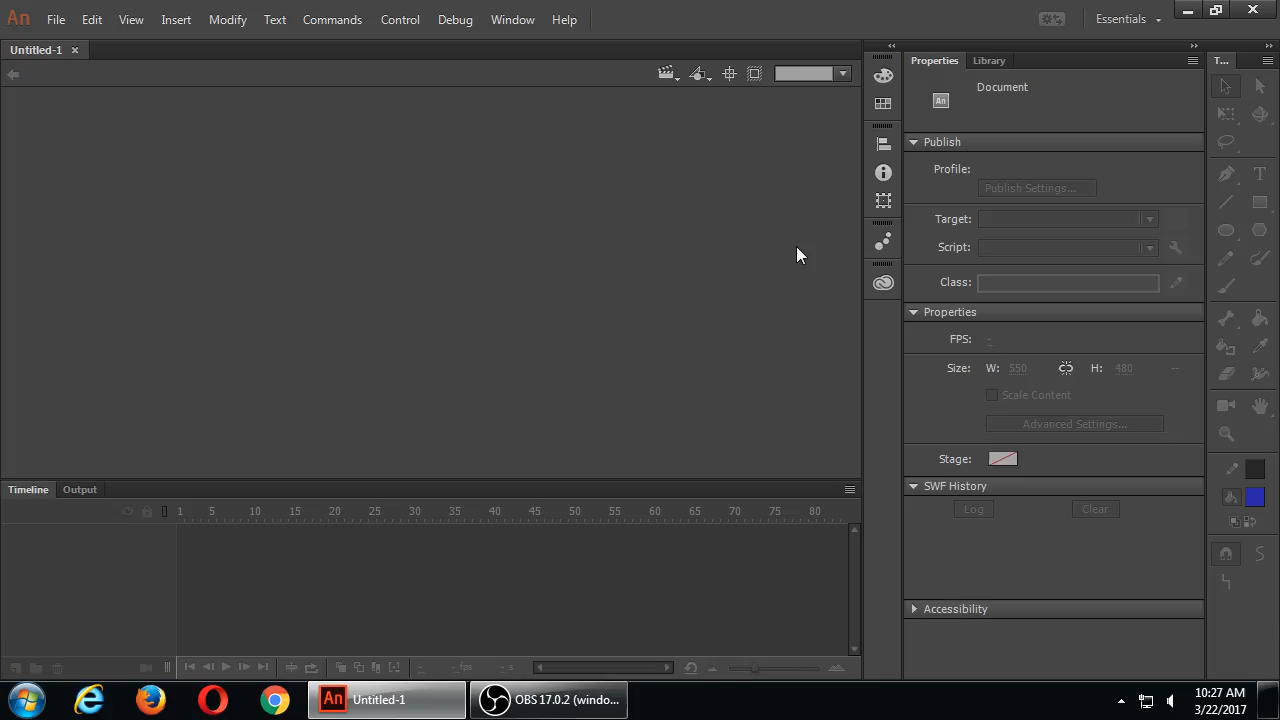 An File Edit View Insert Modify Text Commands Control Debug Window Help Essentials
Untitled-1
Properties Library T...
An Document
Publish
Profile:
Publish Settings...
Target:
Script:
Class:
Properties
FPS: -
Size: W: 550 H: 480 --
Scale Content
Advanced Settings...
Stage:
SWF History
Log Clear
Accessibility
Timeline Output
1 5 10 15 20 25 30 35 40 45 50 55 60 65 70 75 80
- - fps - s
An Untitled-1
OBS 17.0.2 (windo...
10:27 AM
3/22/2017